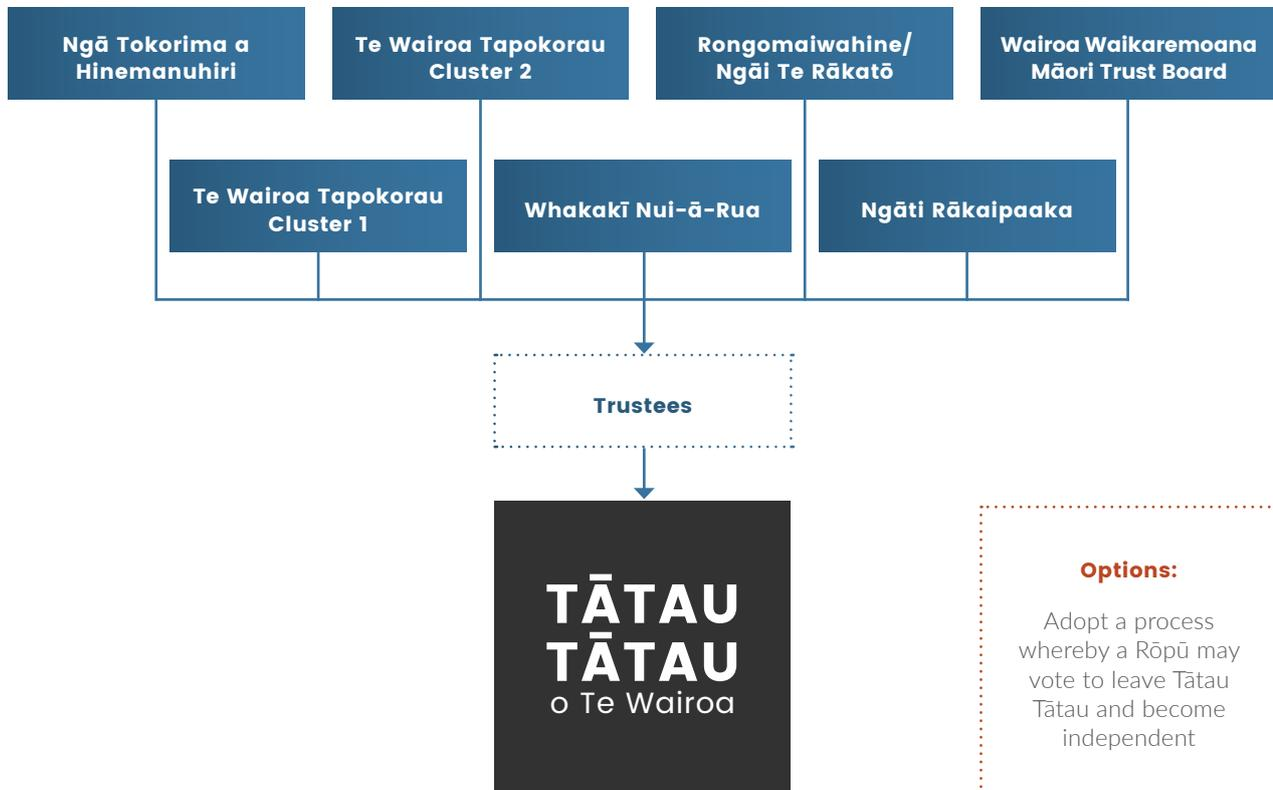 Ngā Tokorima a
Hinemanuhiri
Te Wairoa Tapokorau
Cluster 2
Rongomaiwahine/
Ngāi Te Rākatō
Wairoa Waikaremoana
Māori Trust Board
Te Wairoa Tapokorau
Cluster 1
Whakakī Nui-ā-Rua
Ngāti Rākaipaaka
Trustees
TĀTAU
TĀTAU
o Te Wairoa
Options:
Adopt a process
whereby a Rōpū may
vote to leave Tātau
Tātau and become
independent